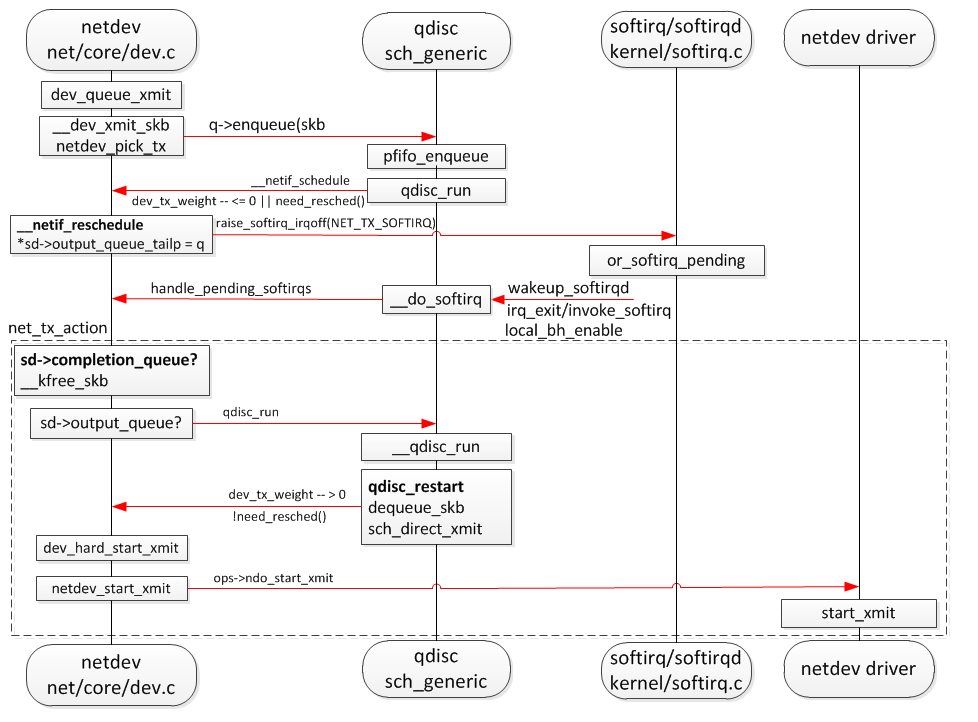 netdev
net/core/dev.c
qdisc
sch_generic
softirq/softirqd
kernel/softirq.c
netdev driver
dev_queue_xmit
__dev_xmit_skb
netdev_pick_tx
q->enqueue(skb
pfifo_enqueue
__netif_schedule
qdisc_run
dev_tx_weight -- <= 0 || need_resched()
__netif_reschedule
*sd->output_queue_tailp = q
raise_softirq_irqoff(NET_TX_SOFTIRQ)
or_softirq_pending
handle_pending_softirqs
__do_softirq
wakeup_softirqd
irq_exit/invoke_softirq
local_bh_enable
net_tx_action
sd->completion_queue?
__kfree_skb
sd->output_queue?
qdisc_run
__qdisc_run
dev_tx_weight -- > 0
!need_resched()
qdisc_restart
dequeue_skb
sch_direct_xmit
dev_hard_start_xmit
netdev_start_xmit
ops->ndo_start_xmit
start_xmit
netdev
net/core/dev.c
qdisc
sch_generic
softirq/softirqd
kernel/softirq.c
netdev driver